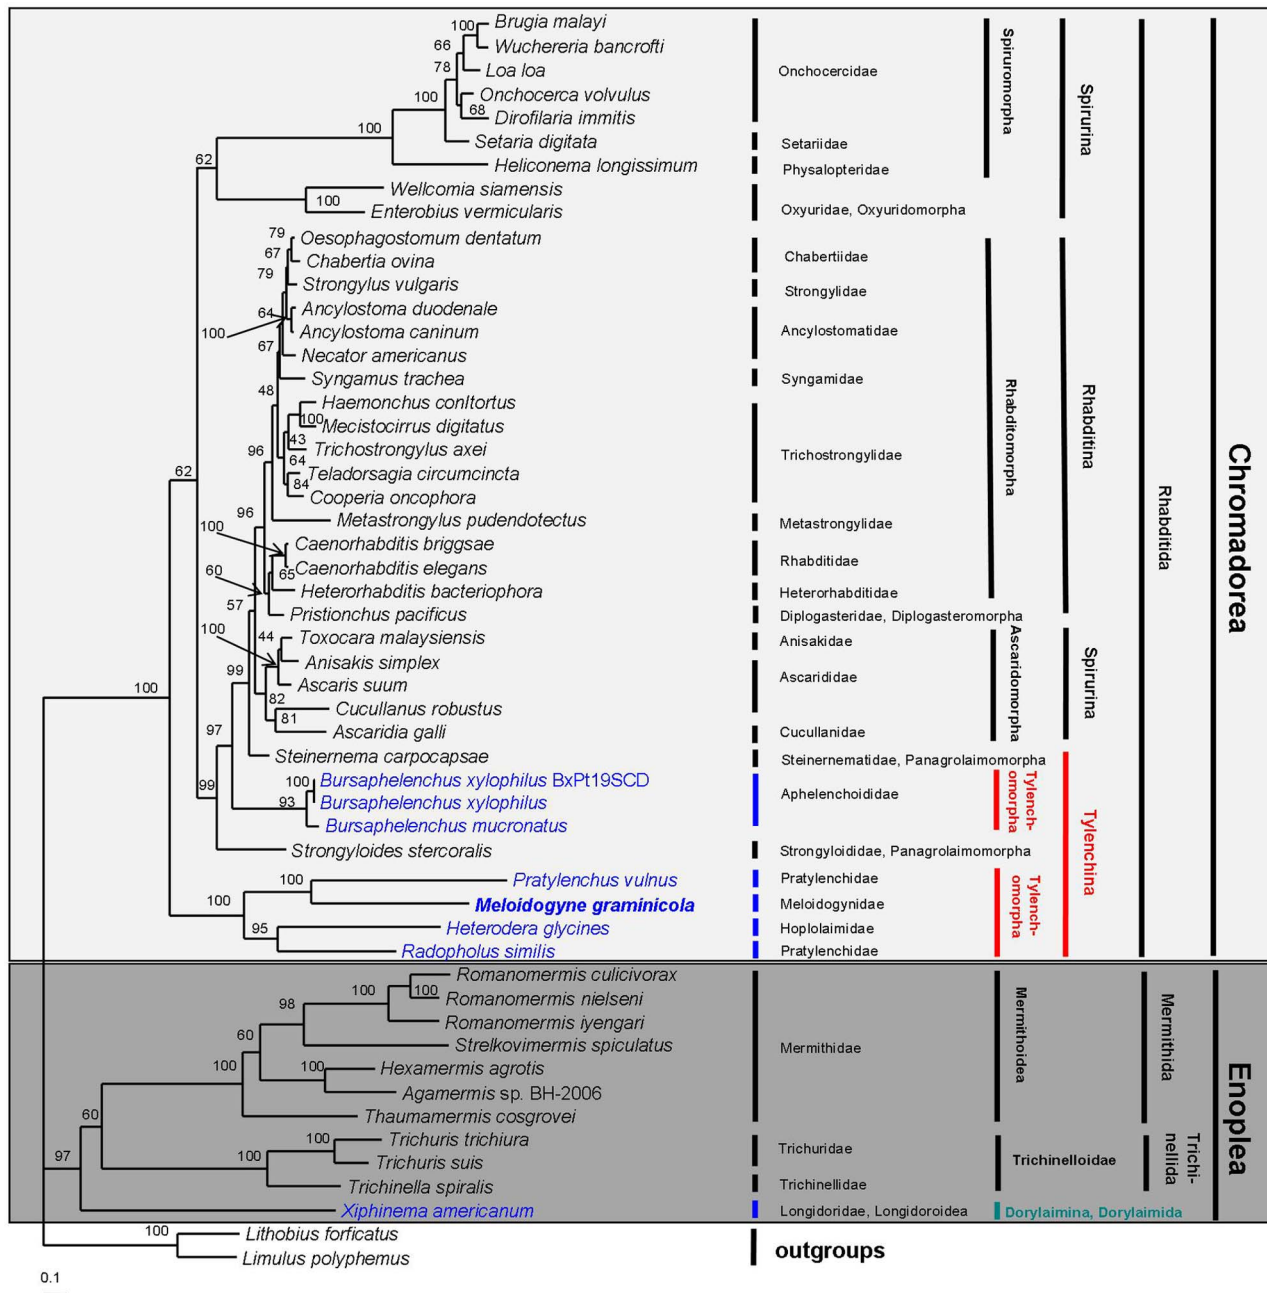 100 Brugia malayi
66 Wuchereria bancrofti
78 Loa loa
Onchocercidae
100 Onchocerca volvulus
68 Dirofilaria immitis
100 Setaria digitata
Setariidae
Heliconema longissimum
Physalopteridae
Spiruromorpha
Spirurina
62
Wellcomia siamensis
100 Enterobius vermicularis
Oxyuridae, Oxyuridomorpha
79 Oesophagostomum dentatum
67 Chabertia ovina
Chabertiidae
79 Strongylus vulgaris
Strongylidae
64 Ancylostoma duodenale
100 Ancylostoma caninum
Ancylostomatidae
67 Necator americanus
Syngamus trachea
Syngamidae
48
Haemonchus conltortus
100 Mecistocirrus digitatus
43 Trichostrongylus axei
Trichostrongylidae
96
64 Teladorsagia circumcincta
84 Cooperia oncophora
62
96 Metastrongylus pudendotectus
Metastrongylidae
100 Caenorhabditis briggsae
65 Caenorhabditis elegans
Rhabditidae
60 Heterorhabditis bacteriophora
Heterorhabditidae
57 Pristionchus pacificus
Diplogasteridae, Diplogasteromorpha
Rhabditomorpha
Rhabditina
Rhabditida
Chromadorea
100 44 Toxocara malaysiensis
Anisakidae
Anisakis simplex
99 Ascaris suum
Ascarididae
82 Cucullanus robustus
81 Ascaridia galli
Cucullanidae
Ascaridomorpha
Spirurina
100
97 Steinernema carpocapsae
Steinernematidae, Panagrolaimomorpha
99
100 Bursaphelenchus xylophilus BxPt19SCD
93 Bursaphelenchus xylophilus
Aphelenchoididae
Bursaphelenchus mucronatus
Tylench-
omorpha
Strongyloides stercoralis
Strongyloididae, Panagrolaimomorpha
Tylenchina
100 Pratylenchus vulnus
Pratylenchidae
100 Meloidogyne graminicola
Meloidogynidae
95 Heterodera glycines
Hoplolaimidae
Radopholus similis
Pratylenchidae
Tylench-
omorpha
Romanomermis culicivorax
100 100 Romanomermis nielseni
98 Romanomermis iyengari
60 Strelkovimermis spiculatus
Mermithidae
100 100 Hexamermis agrotis
Agamermis sp. BH-2006
Thaumamermis cosgrovei
Mermithoidea
Mermithida
Enoplea
60
100 Trichuris trichiura
Trichuridae
97 100 Trichuris suis
Trichinelloidae
Trichi-
nellida
Trichinella spiralis
Trichinellidae
Xiphinema americanum
Longidoridae, Longidoroidea
Dorylaimina, Dorylaimida
100 Lithobius forficatus
Limulus polyphemus
outgroups
0.1